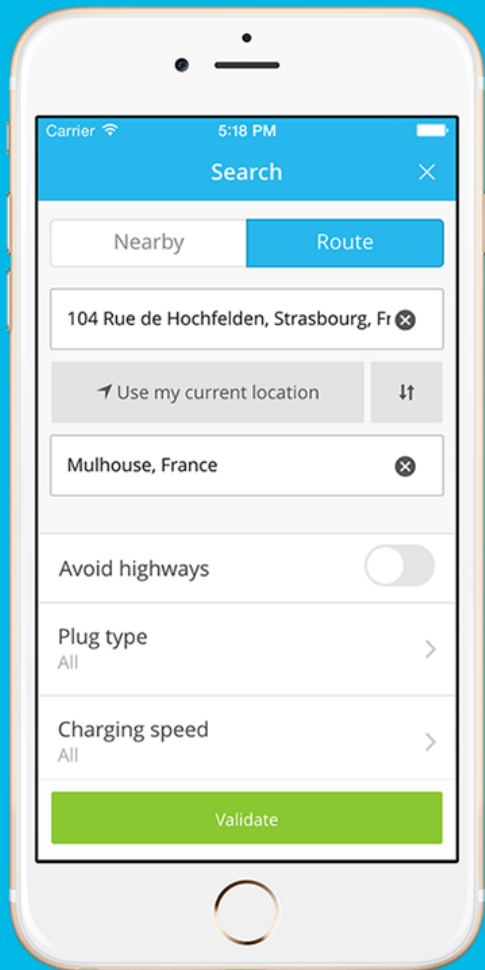 Carrier 5:18 PM
Search
Nearby Route
104 Rue de Hochfelden, Strasbourg, Fr
Use my current location
Mulhouse, France
Avoid highways
Plug type
All
Charging speed
All
Validate